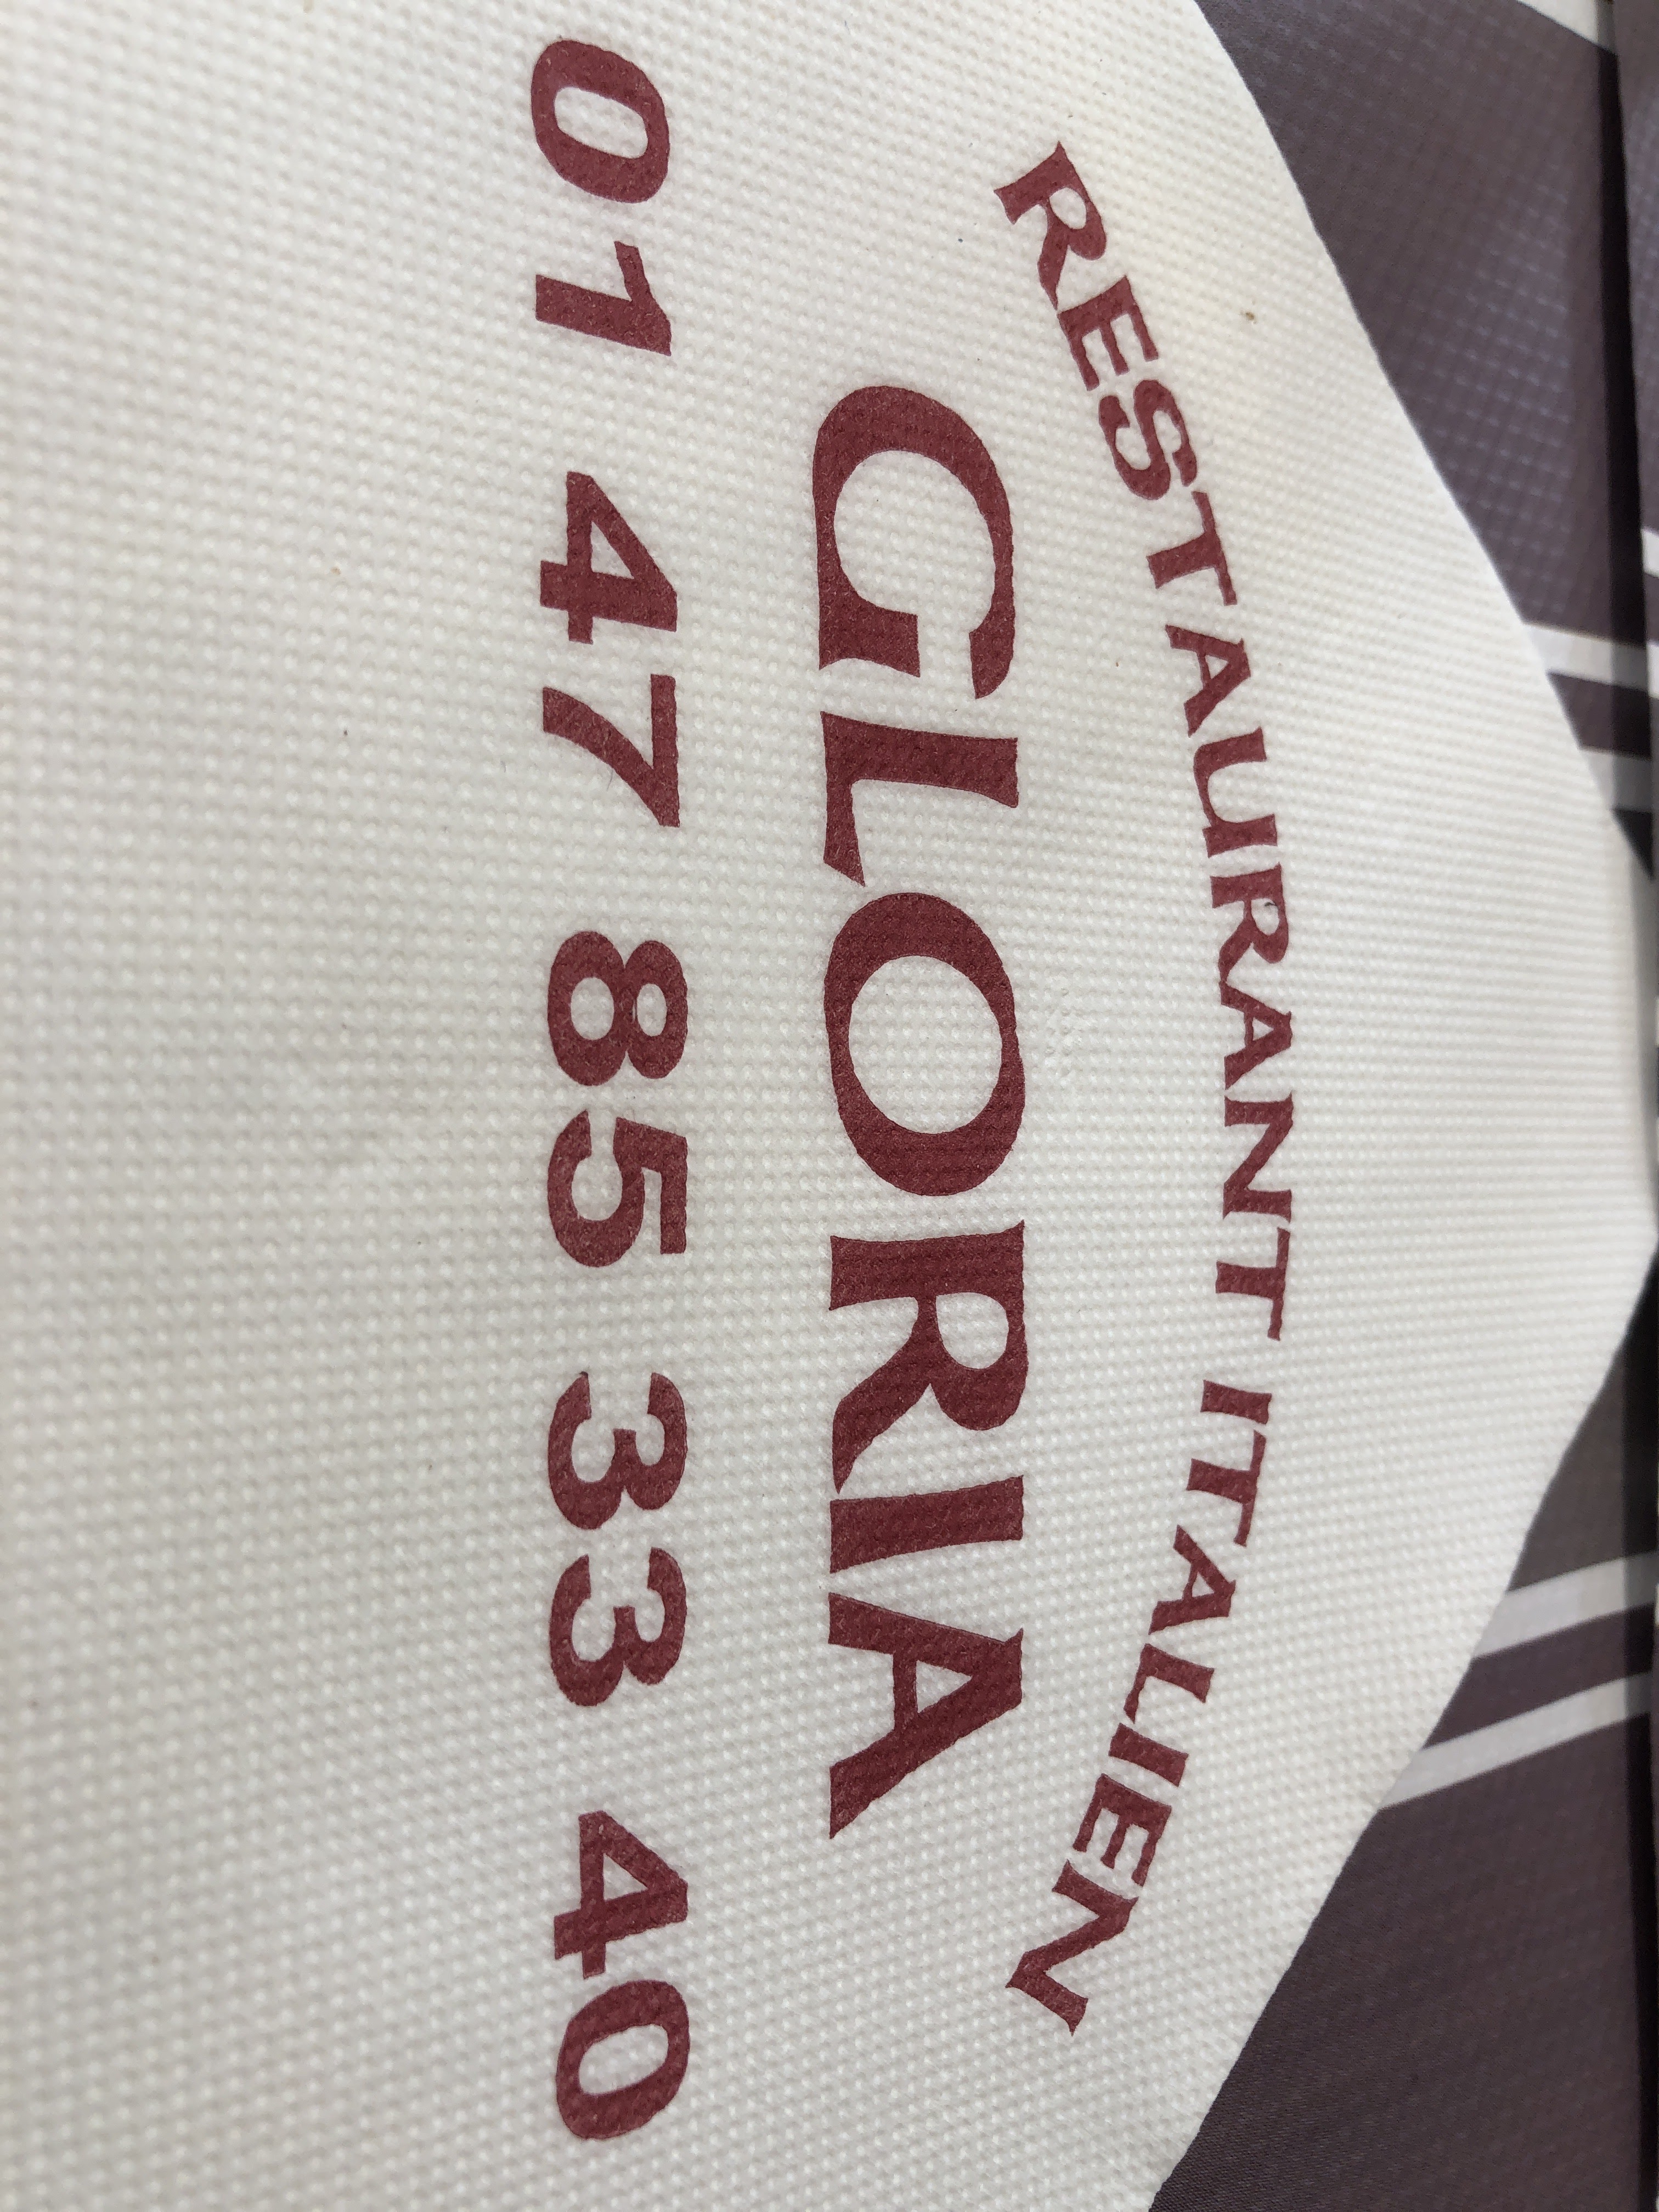 RESTAURANT ITALIEN
GLORIA
01 47 85 33 40